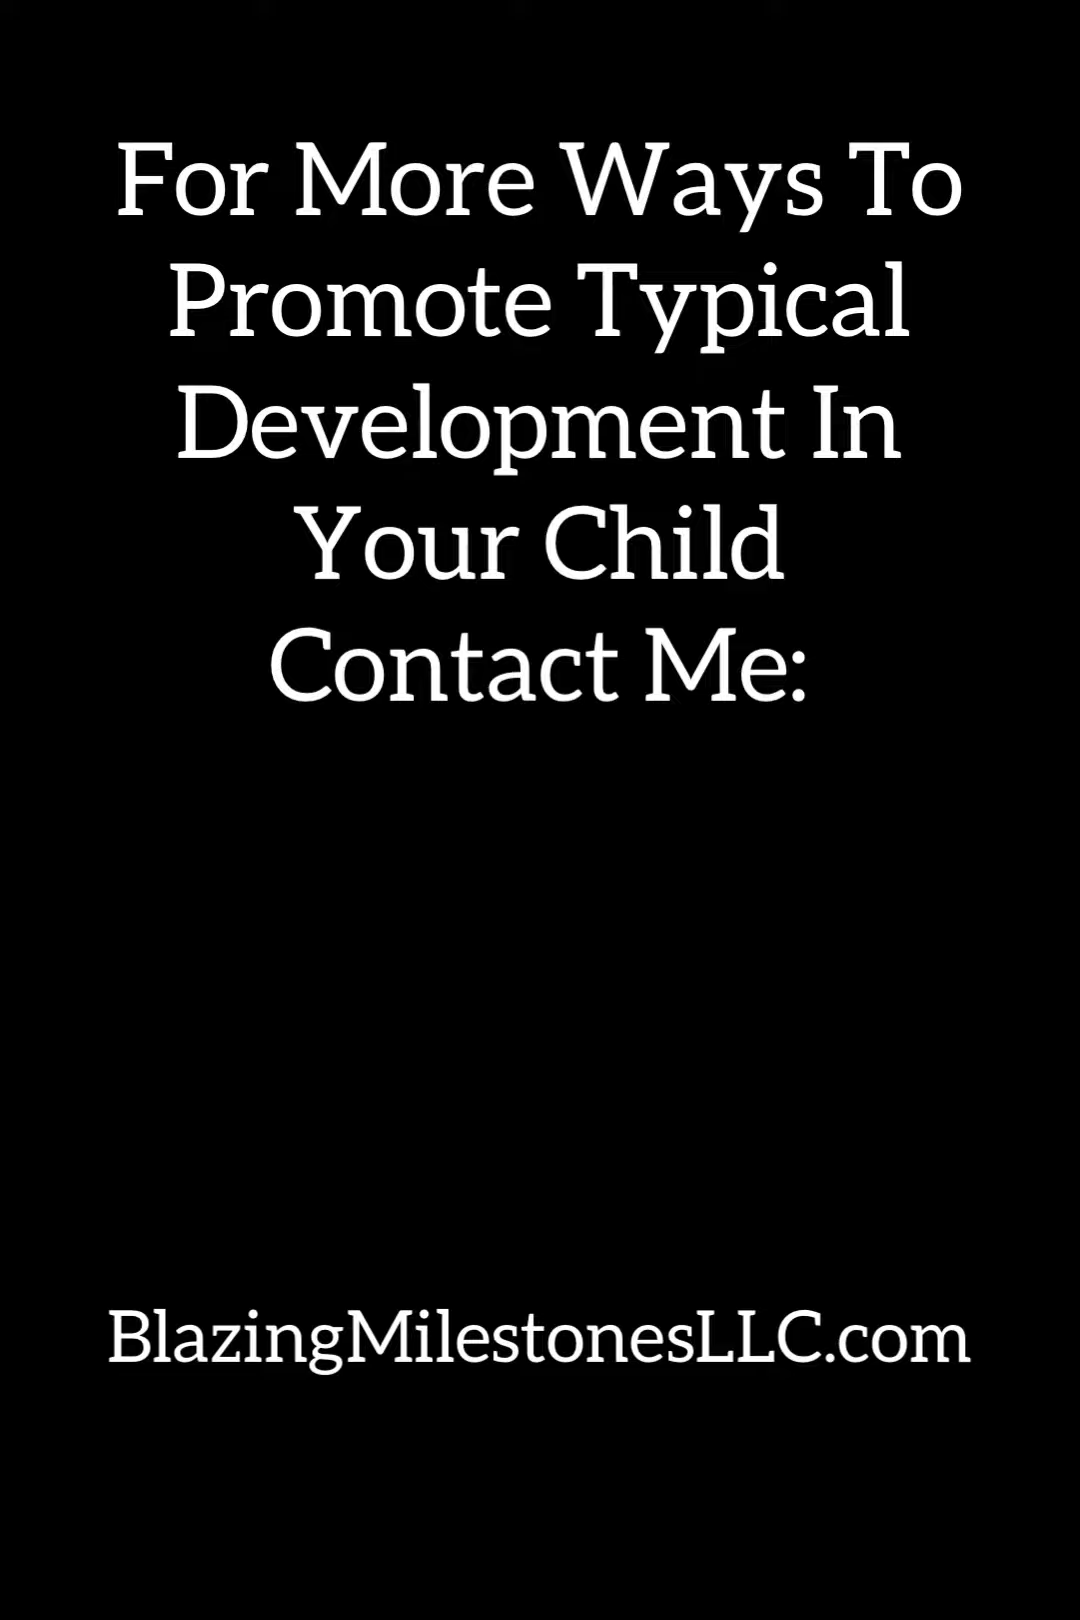 For More Ways To
Promote Typical
Development In
Your Child
Contact Me:
BlazingMilestonesLLC.com